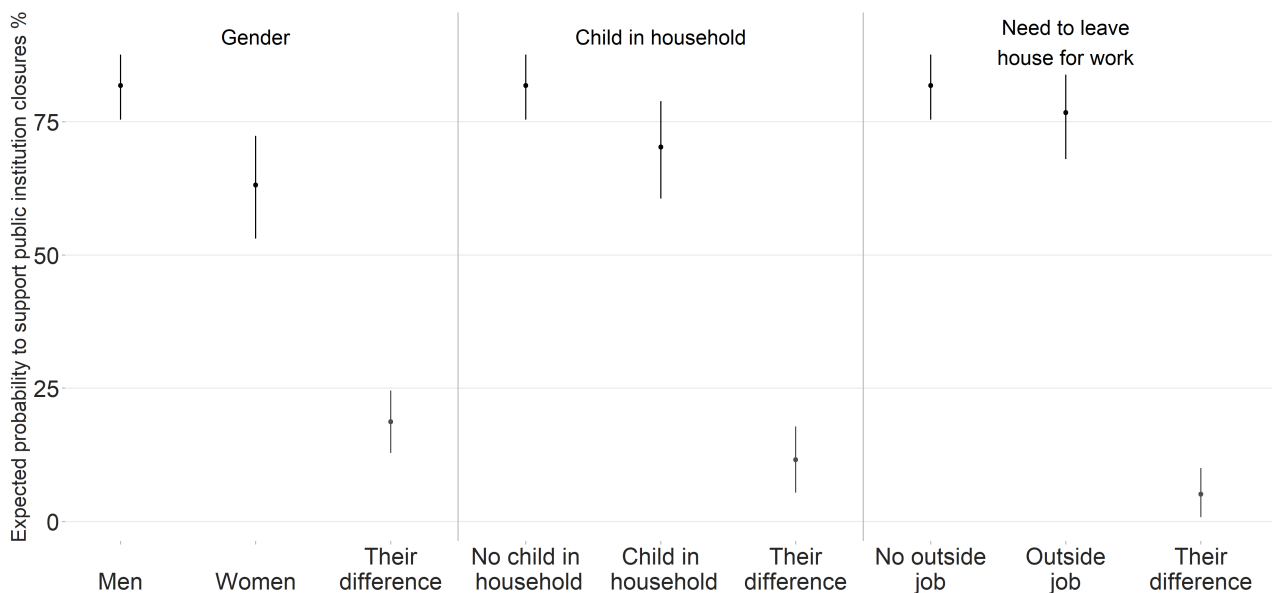 Expected probability to support public institution closures %
Gender
Child in household
Need to leave
house for work
75
50
25
0
Men
Women
Their
difference
No child in
household
Child in
household
Their
difference
No outside
job
Outside
job
Their
difference